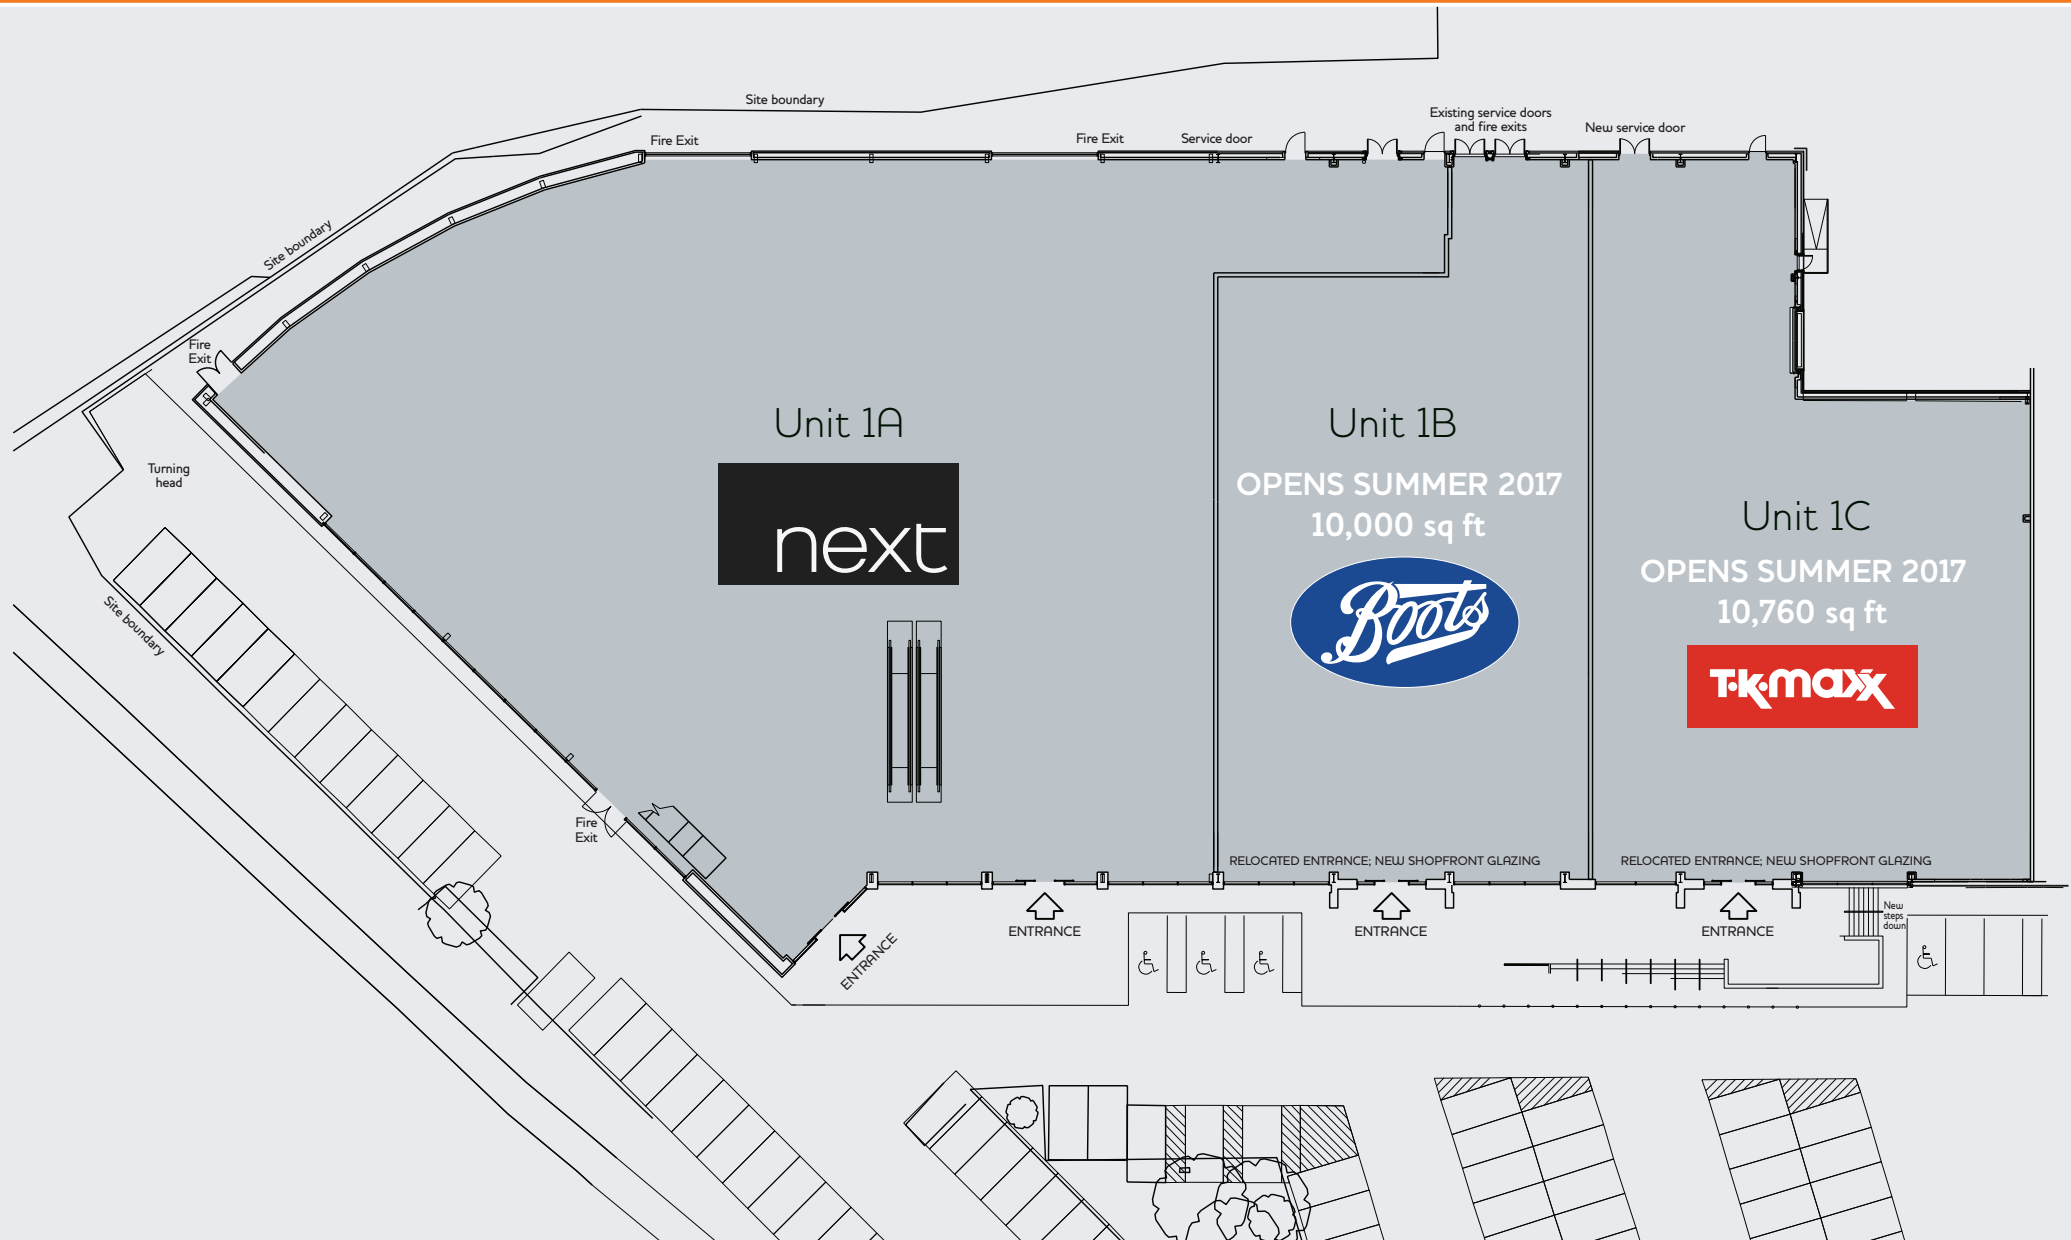 Site boundary
Existing service doors
and fire exits
Fire Exit
Fire Exit
Service door
New service door
Site boundary
Fire
Exit
Unit 1A
next
Unit 1B
OPENS SUMMER 2017
10,000 sq ft
Boots
Unit 1C
OPENS SUMMER 2017
10,760 sq ft
T·K·maxx
Turning
head
Site boundary
Fire
Exit
RELOCATED ENTRANCE; NEW SHOPFRONT GLAZING
RELOCATED ENTRANCE; NEW SHOPFRONT GLAZING
ENTRANCE
ENTRANCE
ENTRANCE
ENTRANCE
New
steps
down